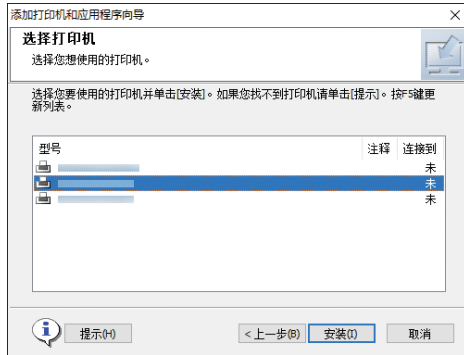 添加打印机和应用程序向导
选择打印机
选择您想使用的打印机。
选择您要使用的打印机并单击[安装]。如果您找不到打印机请单击[提示]。按F5键更
新列表。
型号 注释 连接到
未
未
未
提示(H) <上一步(B) 安装(I) 取消